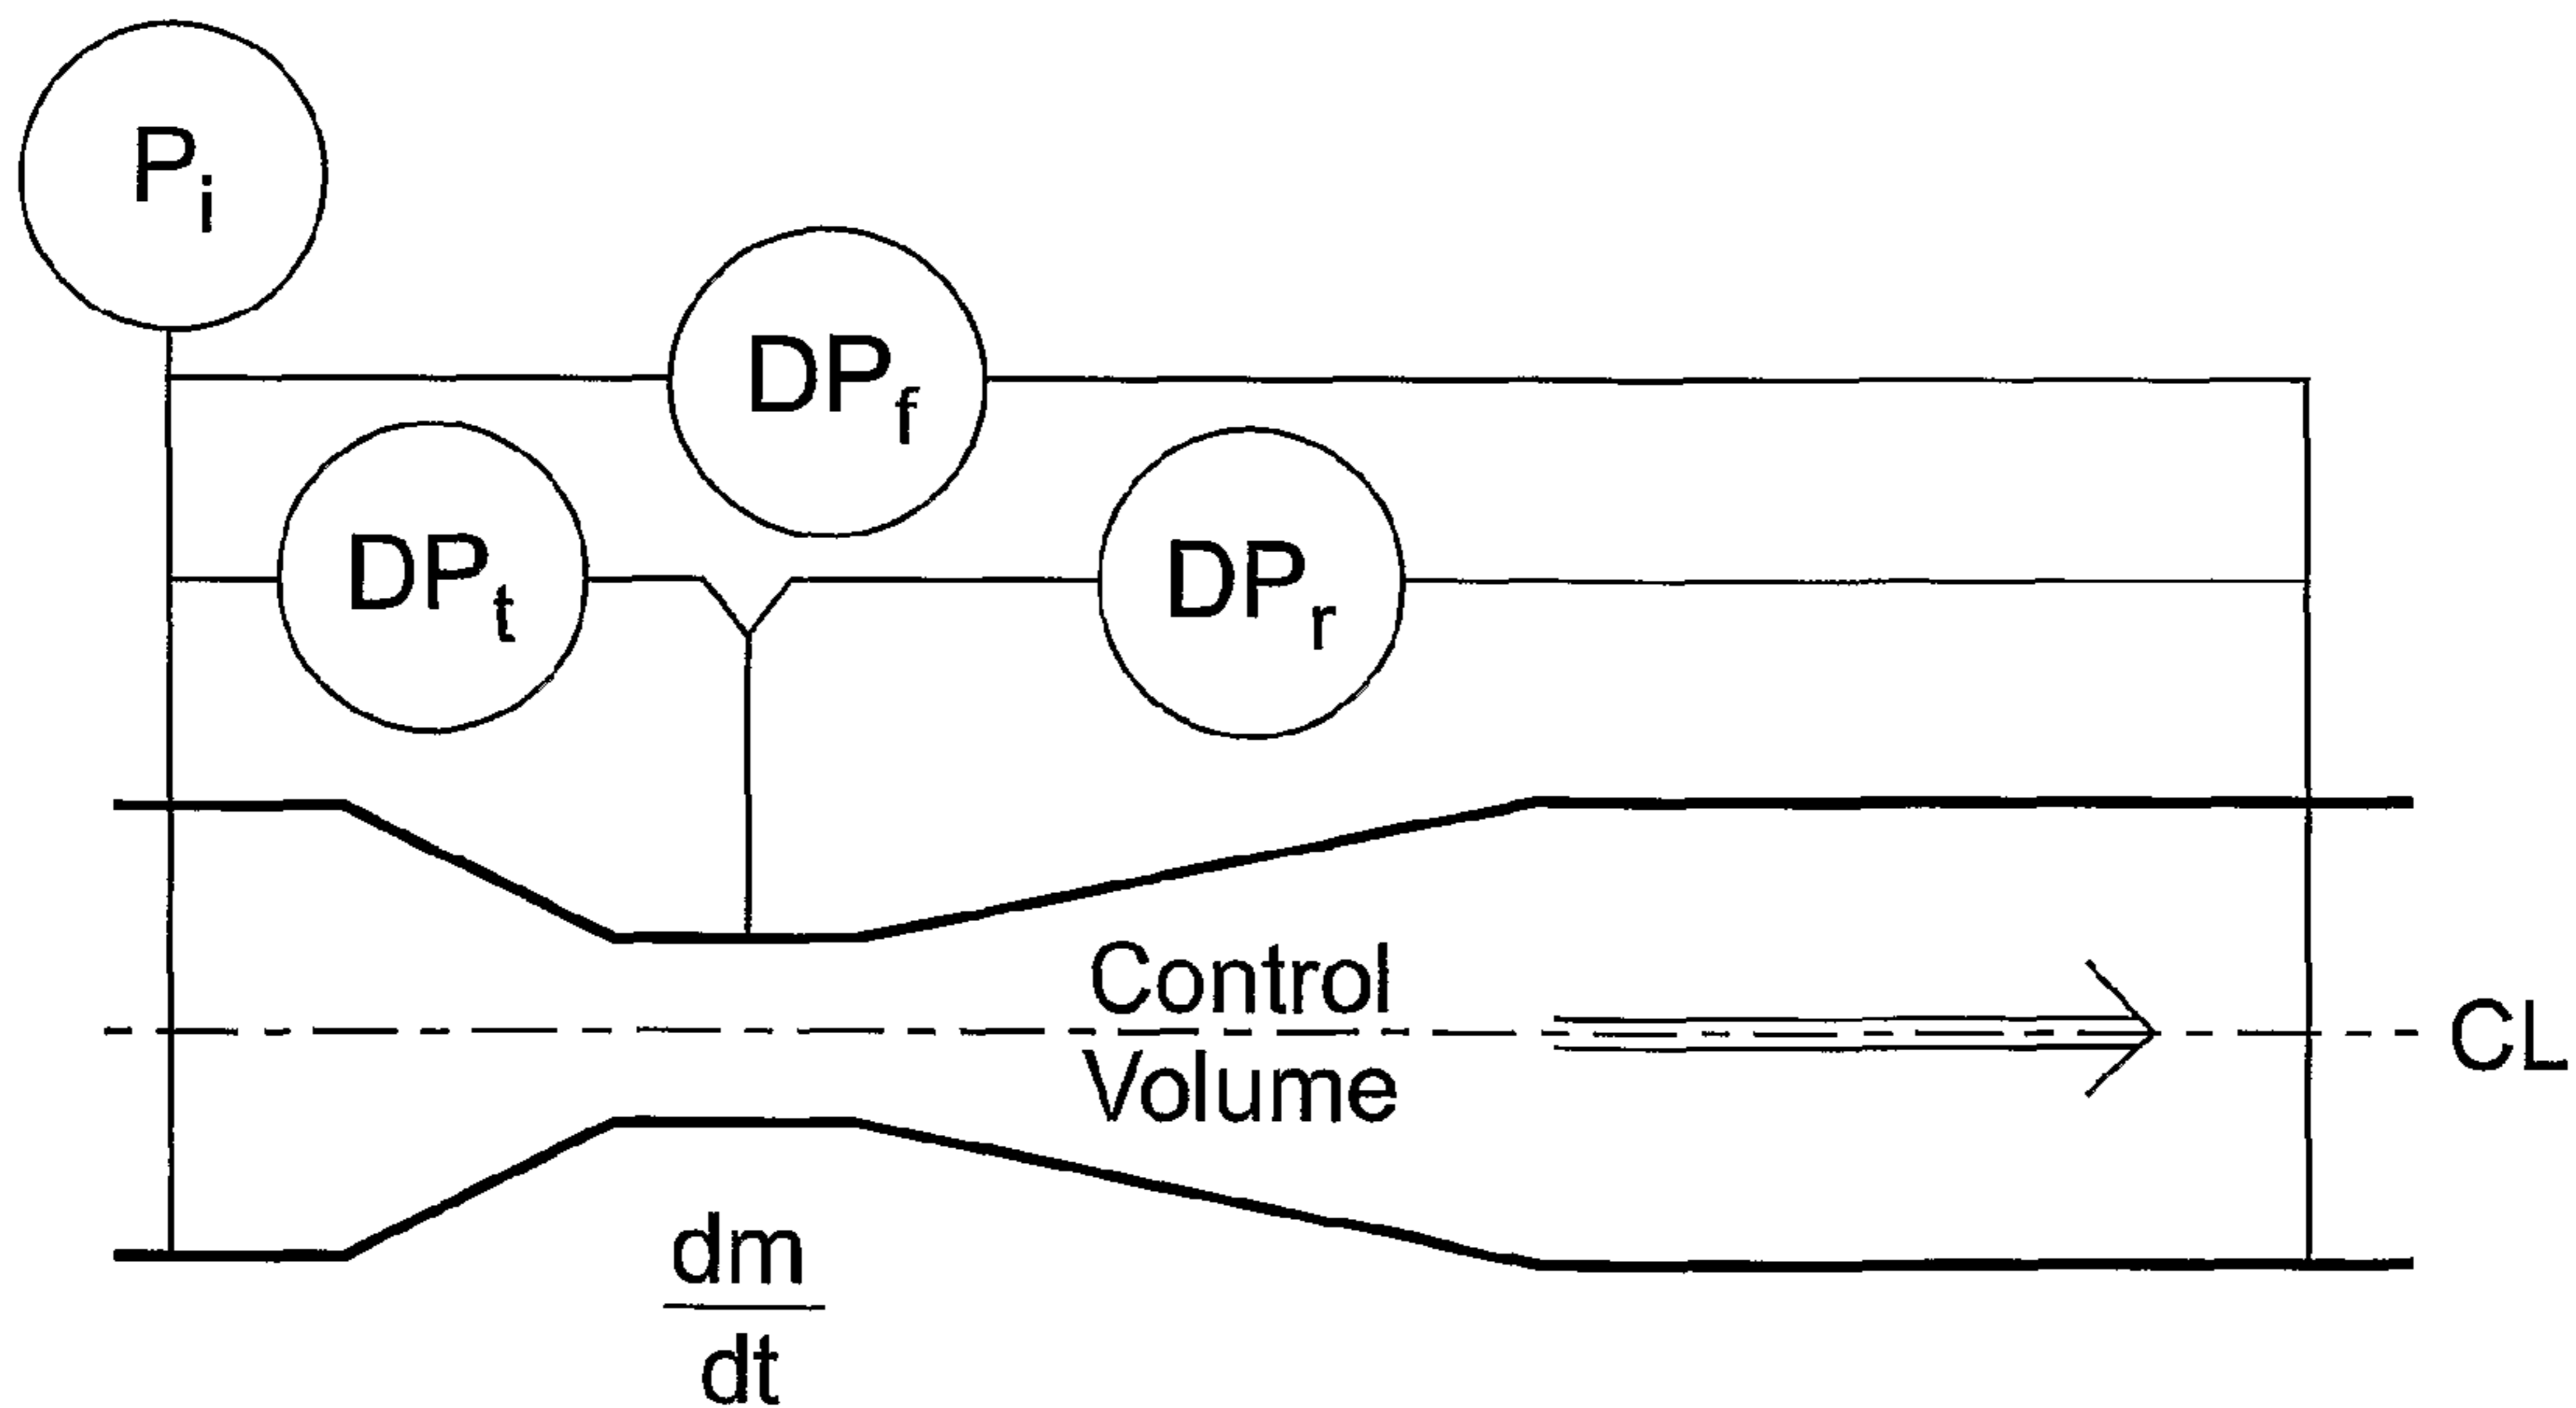 Pi
DPf
DPt
DPr
Control
Volume
CL
dm
dt